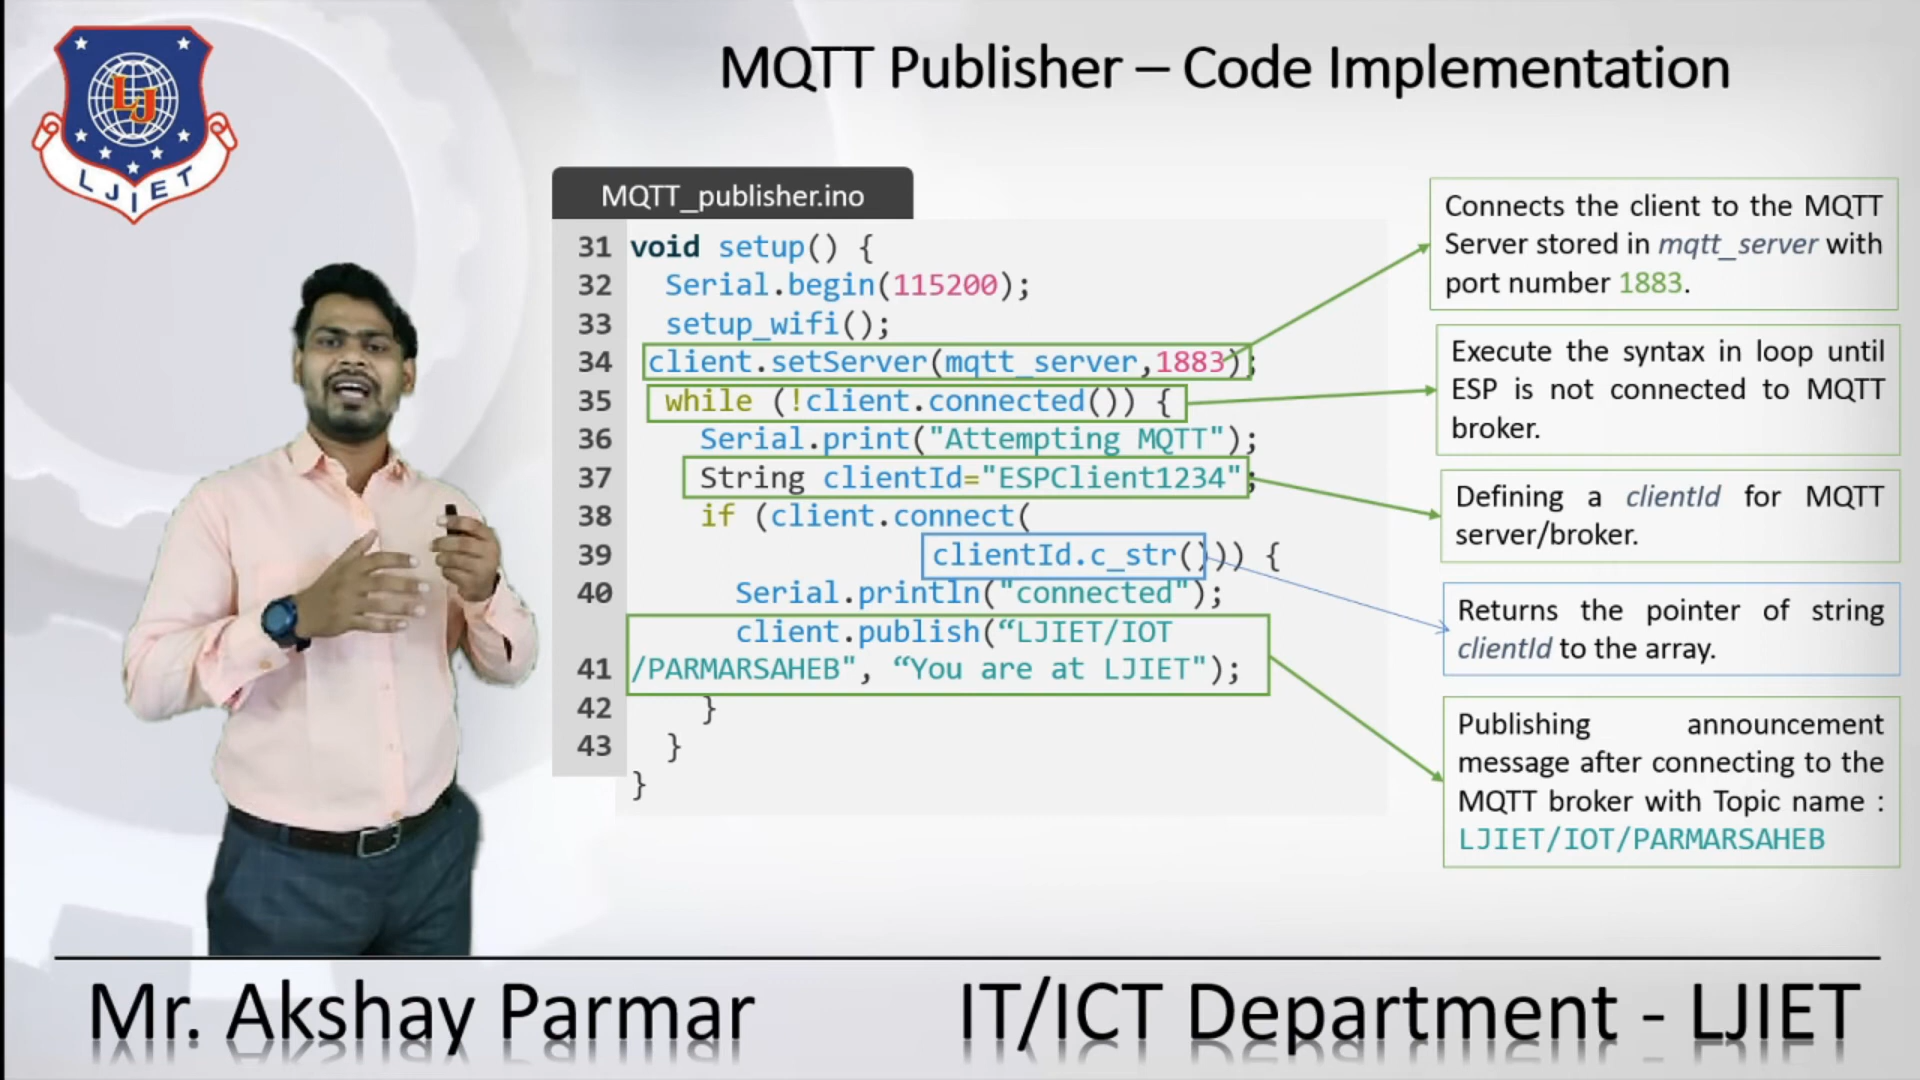 LJ
LJIET
MQTT Publisher – Code Implementation
MQTT_publisher.ino
31 void setup() {
32 Serial.begin(115200);
33 setup_wifi();
34 client.setServer(mqtt_server,1883);
35 while (!client.connected()) {
36 Serial.print("Attempting MQTT");
37 String clientId="ESPClient1234";
38 if (client.connect(
39 clientId.c_str())) {
40 Serial.println("connected");
client.publish(“LJIET/IOT
41 /PARMARSAHEB", “You are at LJIET");
42 }
43 }
}
Connects the client to the MQTT
Server stored in mqtt_server with
port number 1883.
Execute the syntax in loop until
ESP is not connected to MQTT
broker.
Defining a clientId for MQTT
server/broker.
Returns the pointer of string
clientId to the array.
Publishing announcement
message after connecting to the
MQTT broker with Topic name :
LJIET/IOT/PARMARSAHEB
Mr. Akshay Parmar
IT/ICT Department - LJIET